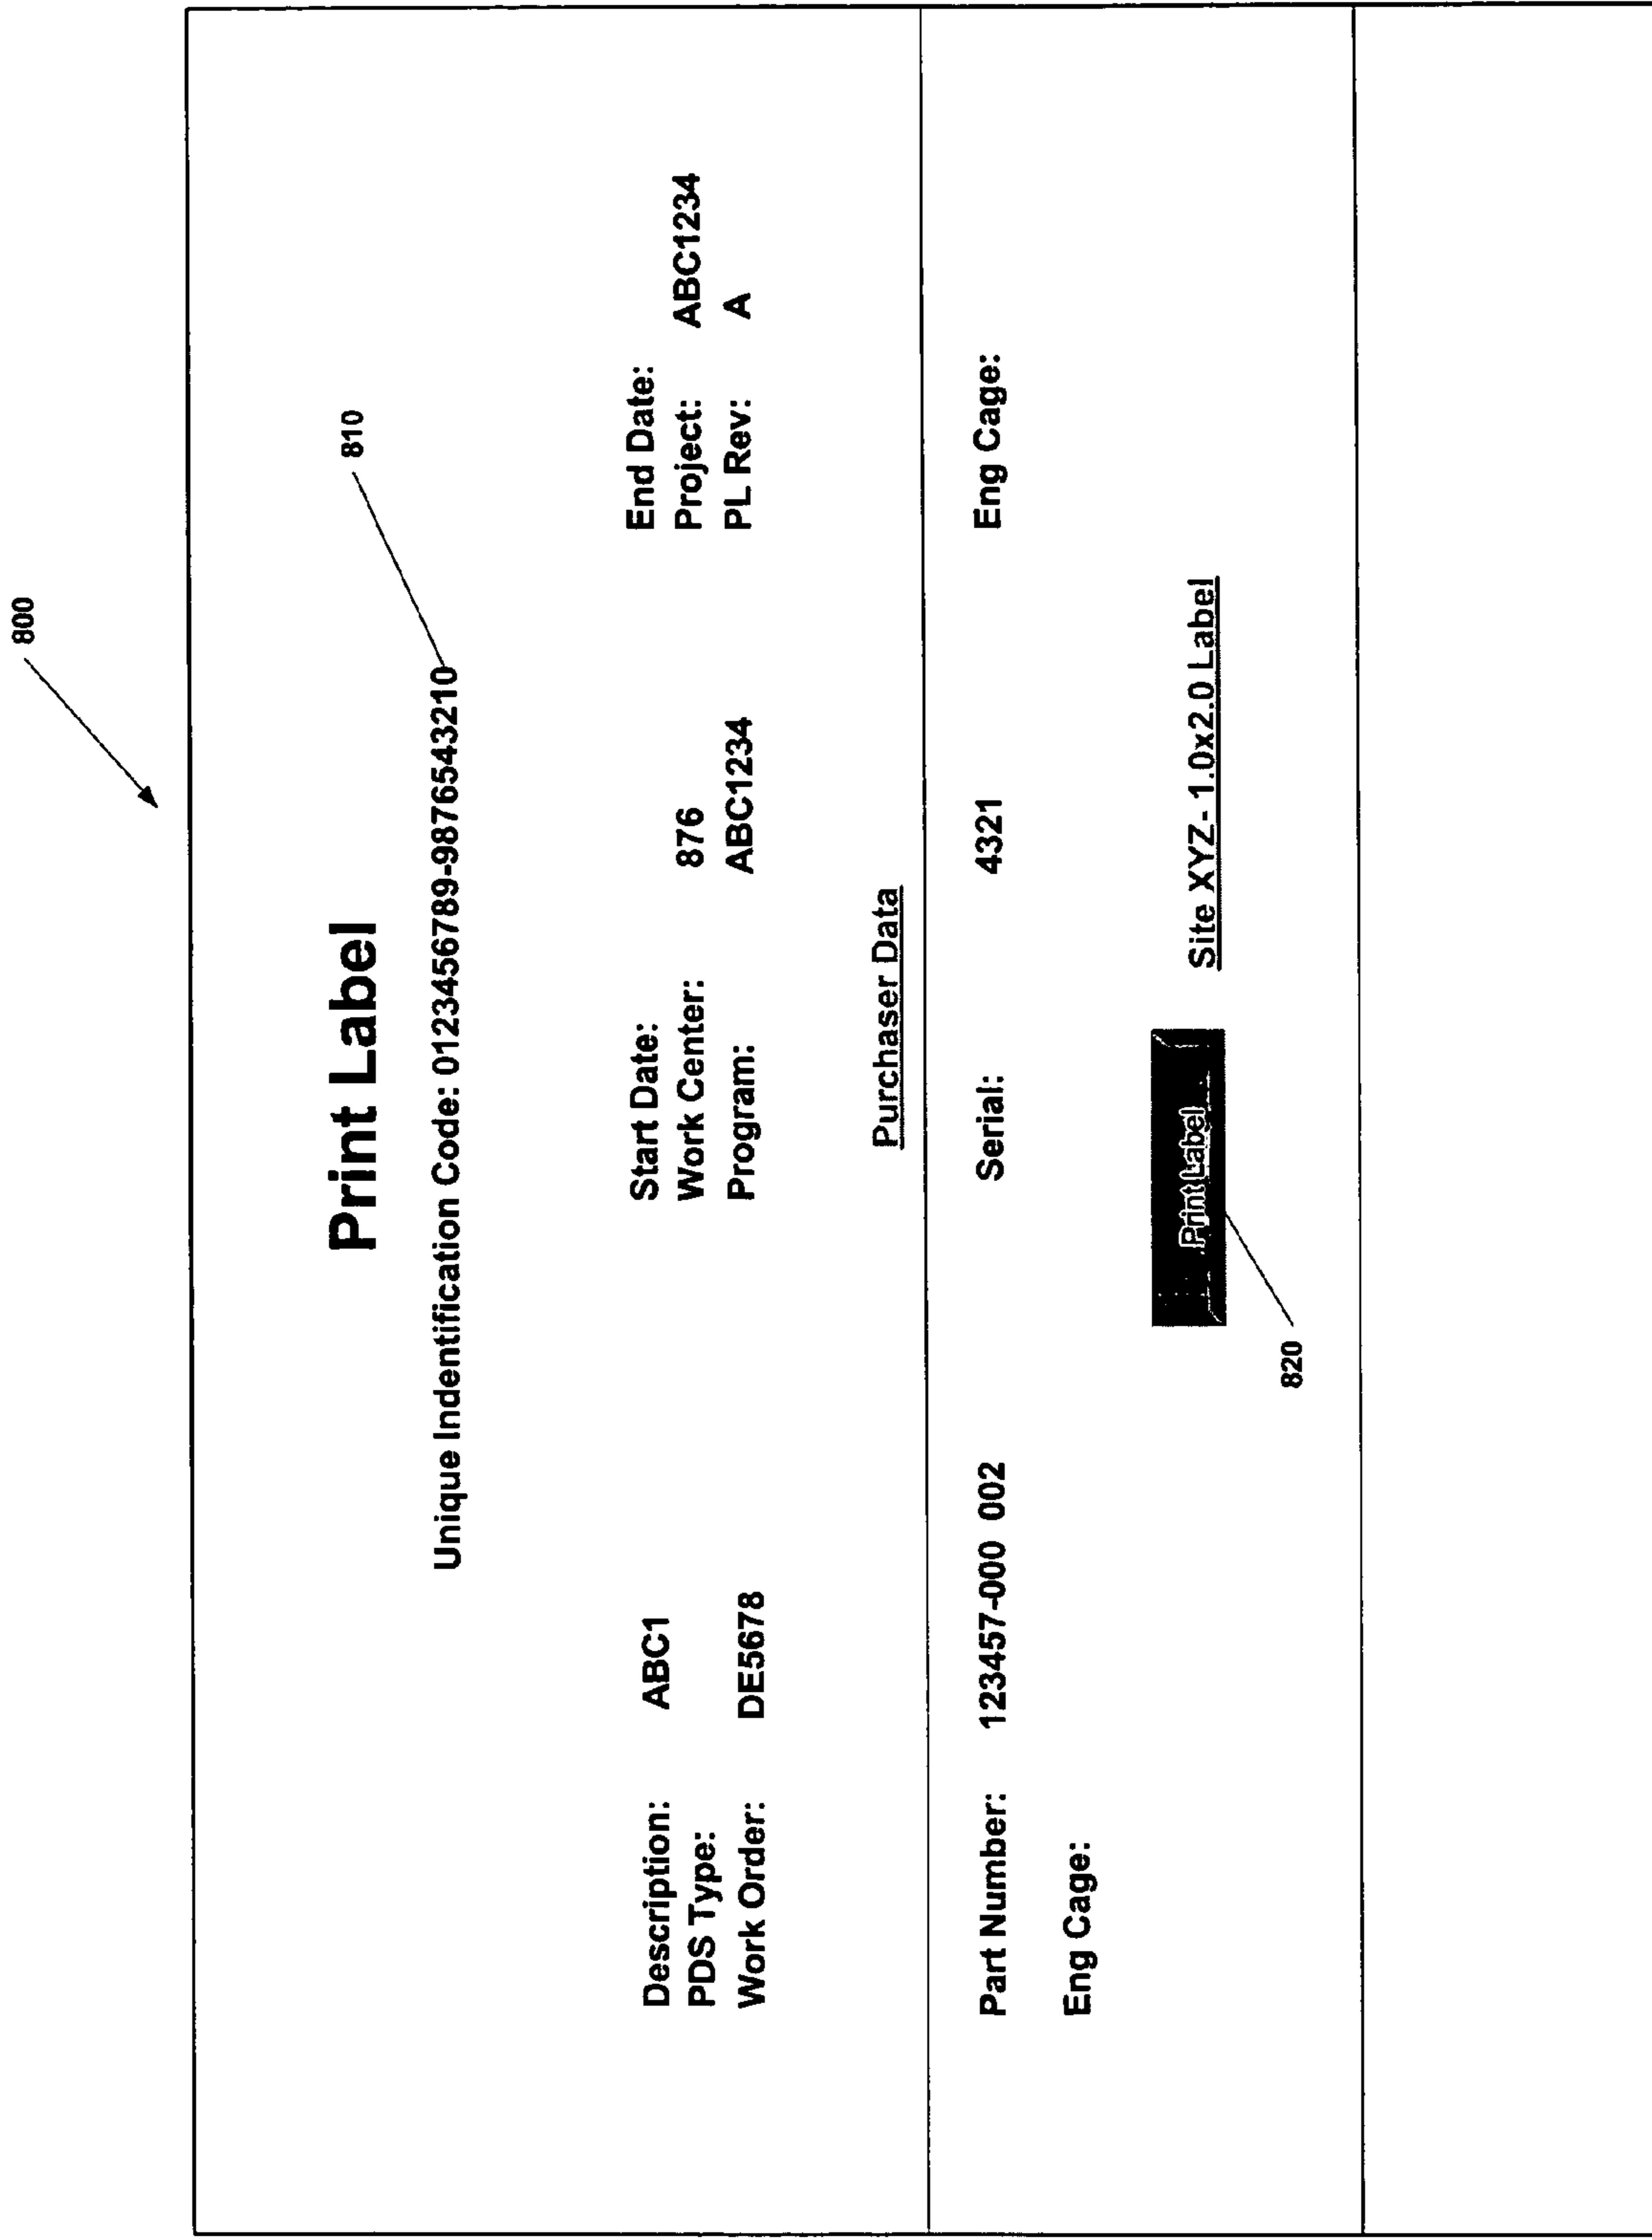 800
Print Label
810
Unique Indentification Code: 0123456789-9876543210
Description: ABC1 Start Date: End Date:
PDS Type: Work Center: 876 Project: ABC1234
Work Order: DE5678 Program: ABC1234 PL Rev: A
Purchaser Data
Part Number: 123457-000 002 Serial: 4321 Eng Cage:
Eng Cage:
Print Label Site XYZ- 1.0x2.0 Label
820